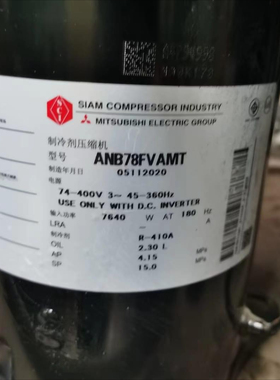 SIAM COMPRESSOR INDUSTRY
MITSUBISHI ELECTRIC GROUP
制冷剂压缩机
型号 ANB78FVAMT
制造年月日 05112020
电源
74-400V 3~ 45-360Hz
USE ONLY WITH D.C. INVERTER
输入功率 7640 W AT 180 Hz
LRA - A
制冷剂 R-410A
OIL 2.30 L
AP 4.15 MPa
SP 15.0